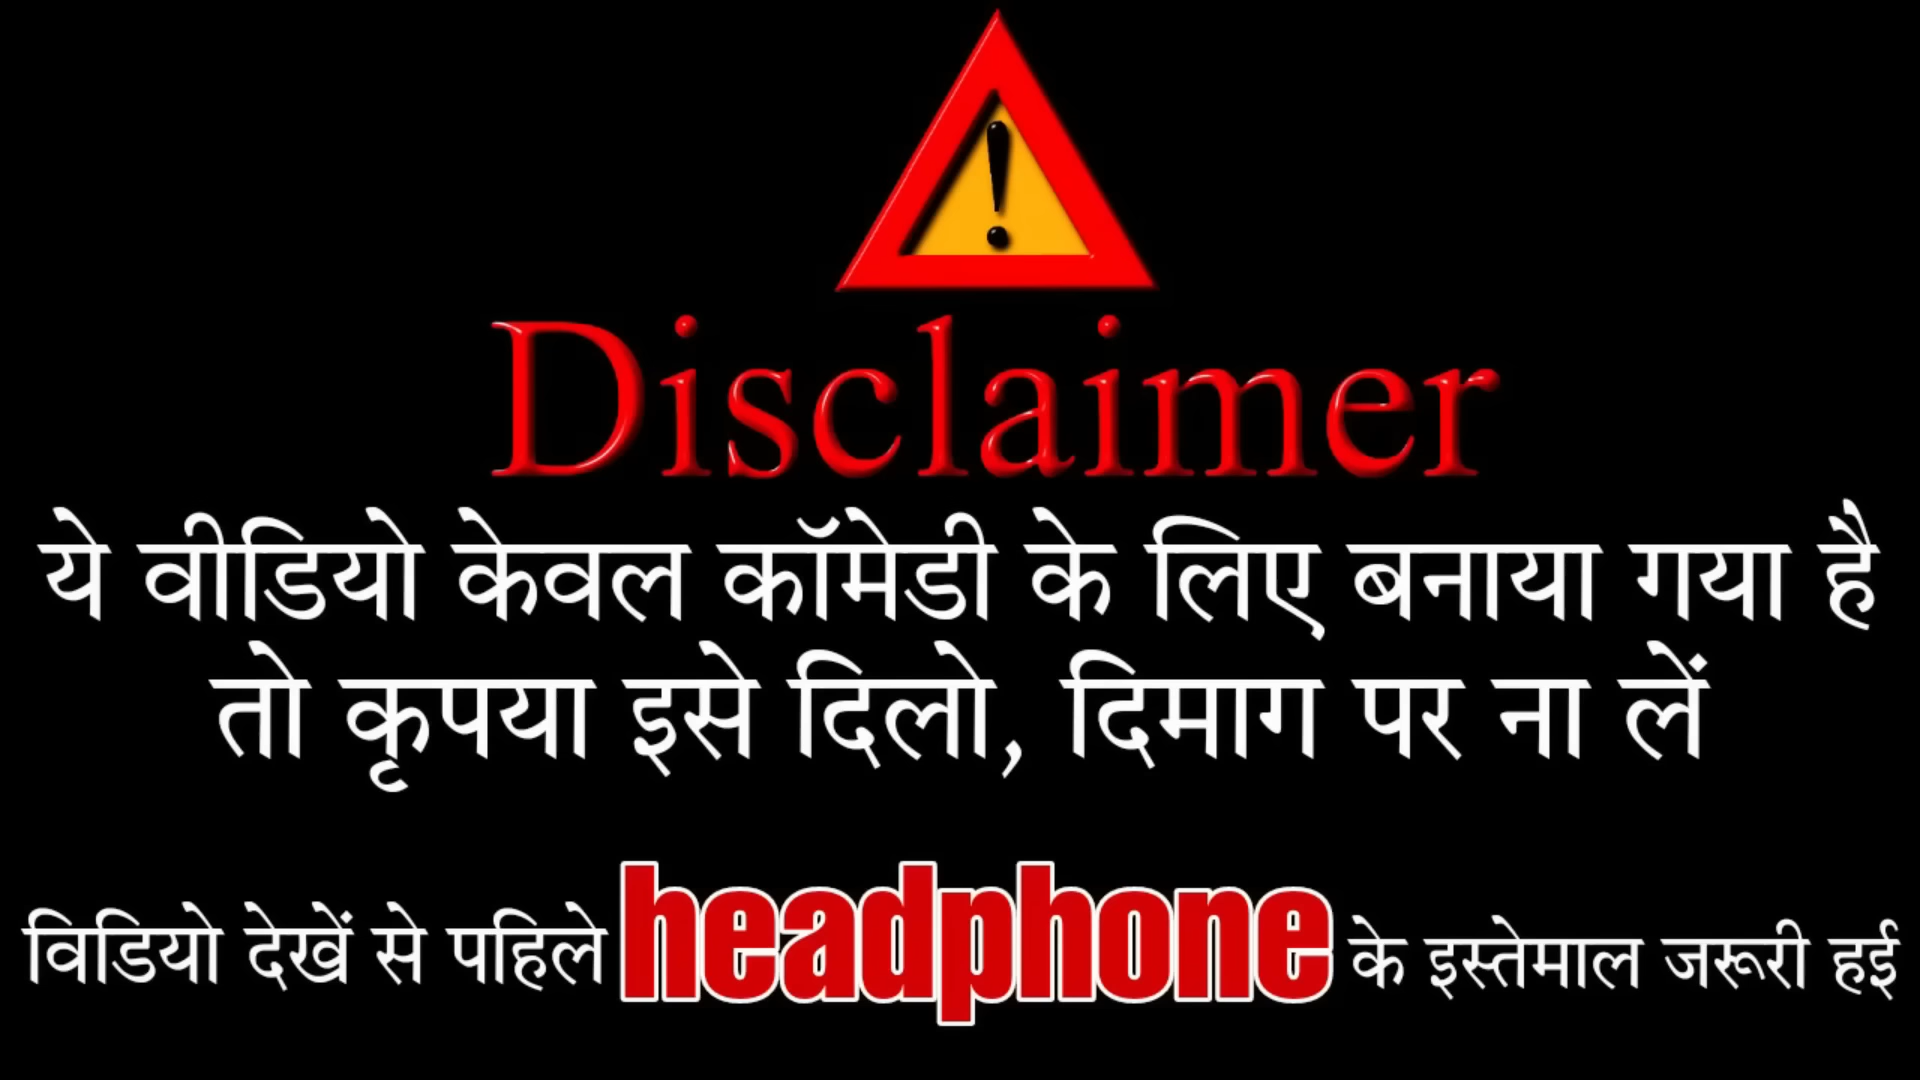 Disclaimer
ये वीडियो केवल कॉमेडी के लिए बनाया गया है
तो कृपया इसे दिलो, दिमाग पर ना लें
विडियो देखें से पहिले headphone के इस्तेमाल जरूरी हई